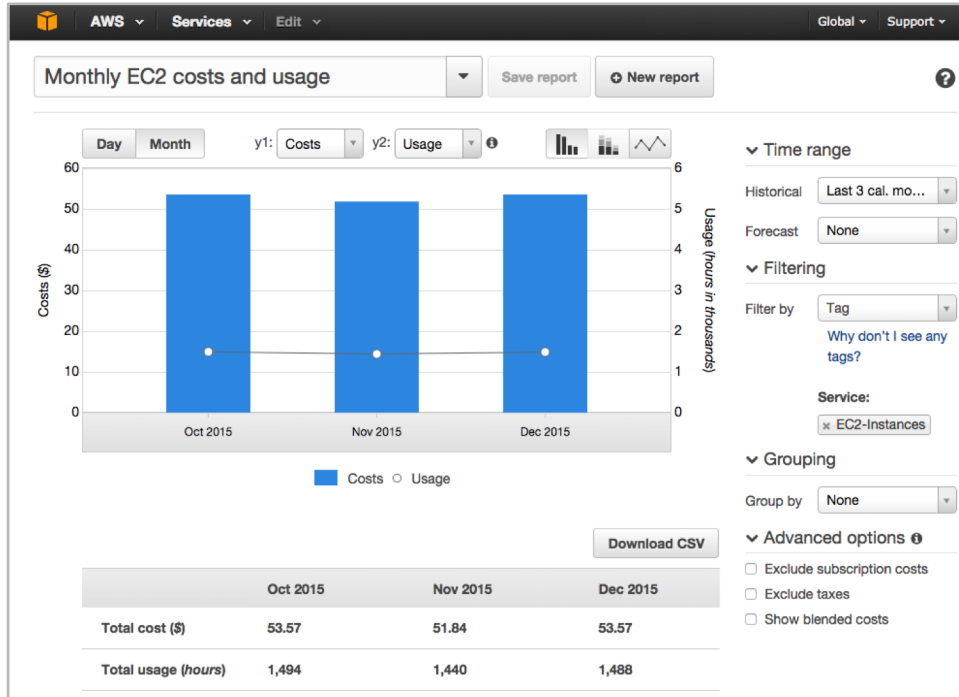 AWS Services Edit Global Support
Monthly EC2 costs and usage Save report New report
Day Month y1: Costs y2: Usage
60
50
40
30
20
10
0
Costs ($)
6
5
4
3
2
1
0
Usage (hours in thousands)
Oct 2015 Nov 2015 Dec 2015
Costs Usage
Time range
Historical Last 3 cal. mo...
Forecast None
Filtering
Filter by Tag
Why don't I see any
tags?
Service:
EC2-Instances
Grouping
Group by None
Advanced options
Exclude subscription costs
Exclude taxes
Show blended costs
Download CSV
Oct 2015 Nov 2015 Dec 2015
Total cost ($) 53.57 51.84 53.57
Total usage (hours) 1,494 1,440 1,488